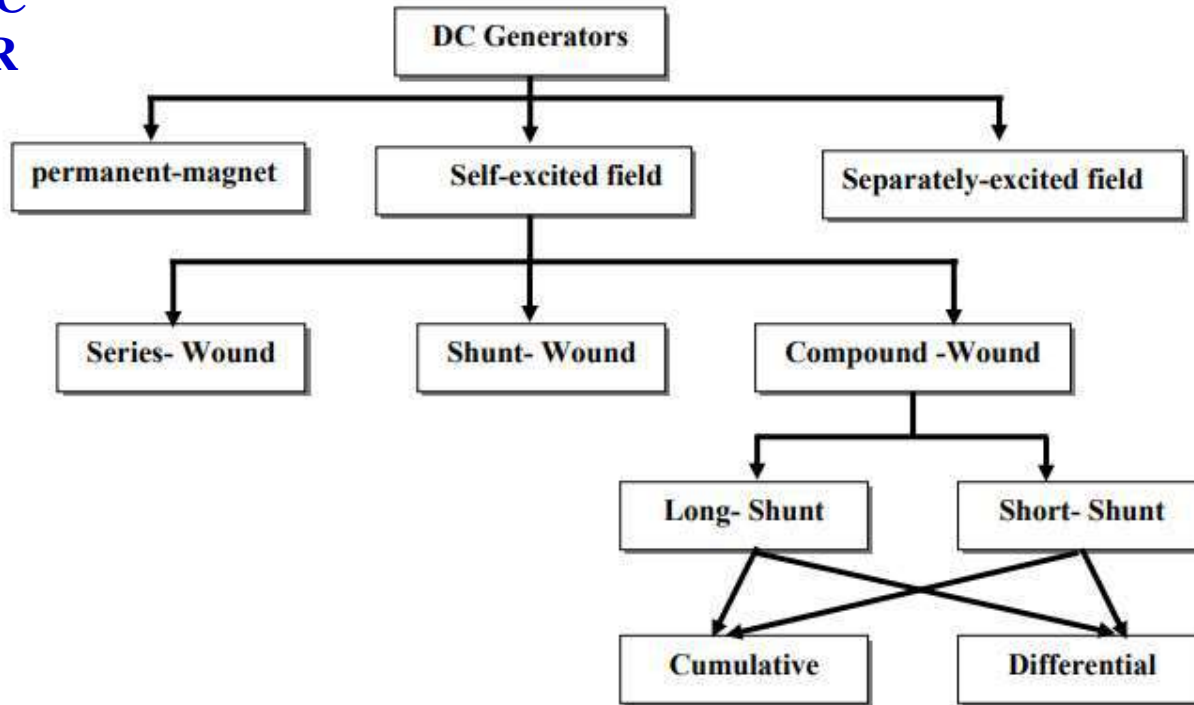 C
R
DC Generators
permanent-magnet
Self-excited field
Separately-excited field
Series- Wound
Shunt- Wound
Compound -Wound
Long- Shunt
Short- Shunt
Cumulative
Differential